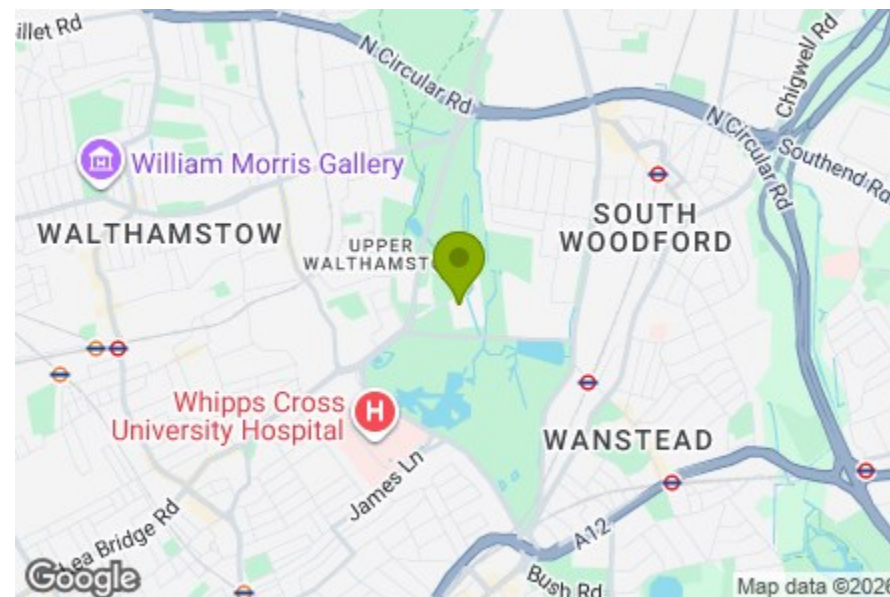 illet Rd
N Circular Rd
Chigwell Rd
William Morris Gallery
N Circular Rd
Southend Rd
WALTHAMSTOW
UPPER
WALTHAMST
SOUTH
WOODFORD
Whipps Cross
University Hospital
H
WANSTEAD
James Ln
Lea Bridge Rd
A12
Bush Rd
Google
Map data ©2026